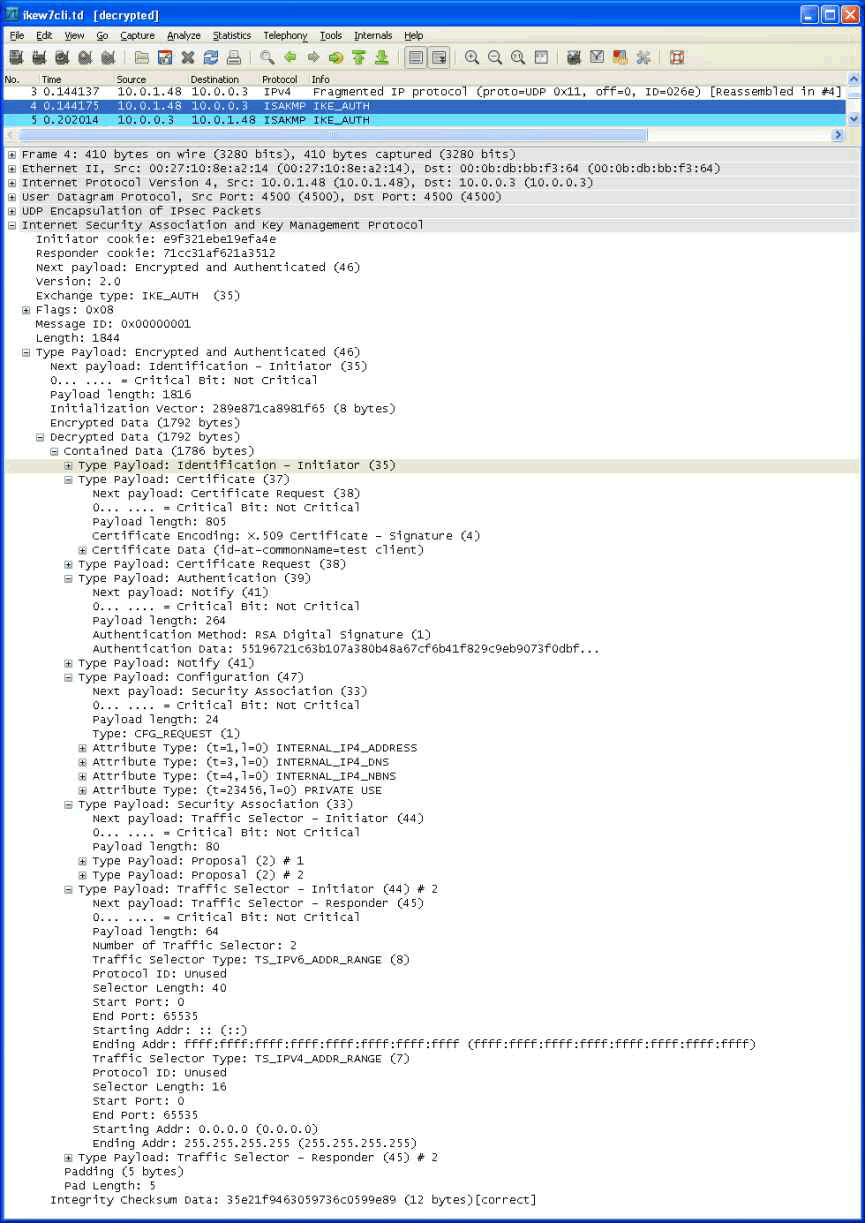 ikew7cli.td [decrypted]
File Edit View Go Capture Analyze Statistics Telephony Tools Internals Help
No. Time Source Destination Protocol Info
3 0.144137 10.0.1.48 10.0.0.3 IPv4 Fragmented IP protocol (proto=UDP 0x11, off=0, ID=026e) [Reassembled in #4]
4 0.144175 10.0.1.48 10.0.0.3 ISAKMP IKE_AUTH
5 0.202014 10.0.0.3 10.0.1.48 ISAKMP IKE_AUTH
Frame 4: 410 bytes on wire (3280 bits), 410 bytes captured (3280 bits)
Ethernet II, Src: 00:27:10:8e:a2:14 (00:27:10:8e:a2:14), Dst: 00:0b:db:bb:f3:64 (00:0b:db:bb:f3:64)
Internet Protocol Version 4, Src: 10.0.1.48 (10.0.1.48), Dst: 10.0.0.3 (10.0.0.3)
User Datagram Protocol, Src Port: 4500 (4500), Dst Port: 4500 (4500)
UDP Encapsulation of IPsec Packets
Internet Security Association and Key Management Protocol
Initiator cookie: e9f321ebe19efa4e
Responder cookie: 71cc31af621a3512
Next payload: Encrypted and Authenticated (46)
Version: 2.0
Exchange type: IKE_AUTH (35)
Flags: 0x08
Message ID: 0x00000001
Length: 1844
Type Payload: Encrypted and Authenticated (46)
Next payload: Identification - Initiator (35)
0... .... = Critical Bit: Not Critical
Payload length: 1816
Initialization Vector: 289e871ca8981f65 (8 bytes)
Encrypted Data (1792 bytes)
Decrypted Data (1792 bytes)
Contained Data (1786 bytes)
Type Payload: Identification - Initiator (35)
Type Payload: Certificate (37)
Next payload: Certificate Request (38)
0... .... = Critical Bit: Not Critical
Payload length: 805
Certificate Encoding: X.509 Certificate - Signature (4)
Certificate Data (id-at-commonName=test client)
Type Payload: Certificate Request (38)
Type Payload: Authentication (39)
Next payload: Notify (41)
0... .... = Critical Bit: Not Critical
Payload length: 264
Authentication Method: RSA Digital Signature (1)
Authentication Data: 55196721c63b107a380b48a67cf6b41f829c9eb9073f0dbf...
Type Payload: Notify (41)
Type Payload: Configuration (47)
Next payload: Security Association (33)
0... .... = Critical Bit: Not Critical
Payload length: 24
Type: CFG_REQUEST (1)
Attribute Type: (t=1,l=0) INTERNAL_IP4_ADDRESS
Attribute Type: (t=3,l=0) INTERNAL_IP4_DNS
Attribute Type: (t=4,l=0) INTERNAL_IP4_NBNS
Attribute Type: (t=23456,l=0) PRIVATE USE
Type Payload: Security Association (33)
Next payload: Traffic Selector - Initiator (44)
0... .... = Critical Bit: Not Critical
Payload length: 80
Type Payload: Proposal (2) # 1
Type Payload: Proposal (2) # 2
Type Payload: Traffic Selector - Initiator (44) # 2
Next payload: Traffic Selector - Responder (45)
0... .... = Critical Bit: Not Critical
Payload length: 64
Number of Traffic Selector: 2
Traffic Selector Type: TS_IPV6_ADDR_RANGE (8)
Protocol ID: Unused
Selector Length: 40
Start Port: 0
End Port: 65535
Starting Addr: :: (::)
Ending Addr: ffff:ffff:ffff:ffff:ffff:ffff:ffff:ffff (ffff:ffff:ffff:ffff:ffff:ffff:ffff:ffff)
Traffic Selector Type: TS_IPV4_ADDR_RANGE (7)
Protocol ID: Unused
Selector Length: 16
Start Port: 0
End Port: 65535
Starting Addr: 0.0.0.0 (0.0.0.0)
Ending Addr: 255.255.255.255 (255.255.255.255)
Type Payload: Traffic Selector - Responder (45) # 2
Padding (5 bytes)
Pad Length: 5
Integrity Checksum Data: 35e21f9463059736c0599e89 (12 bytes)[correct]